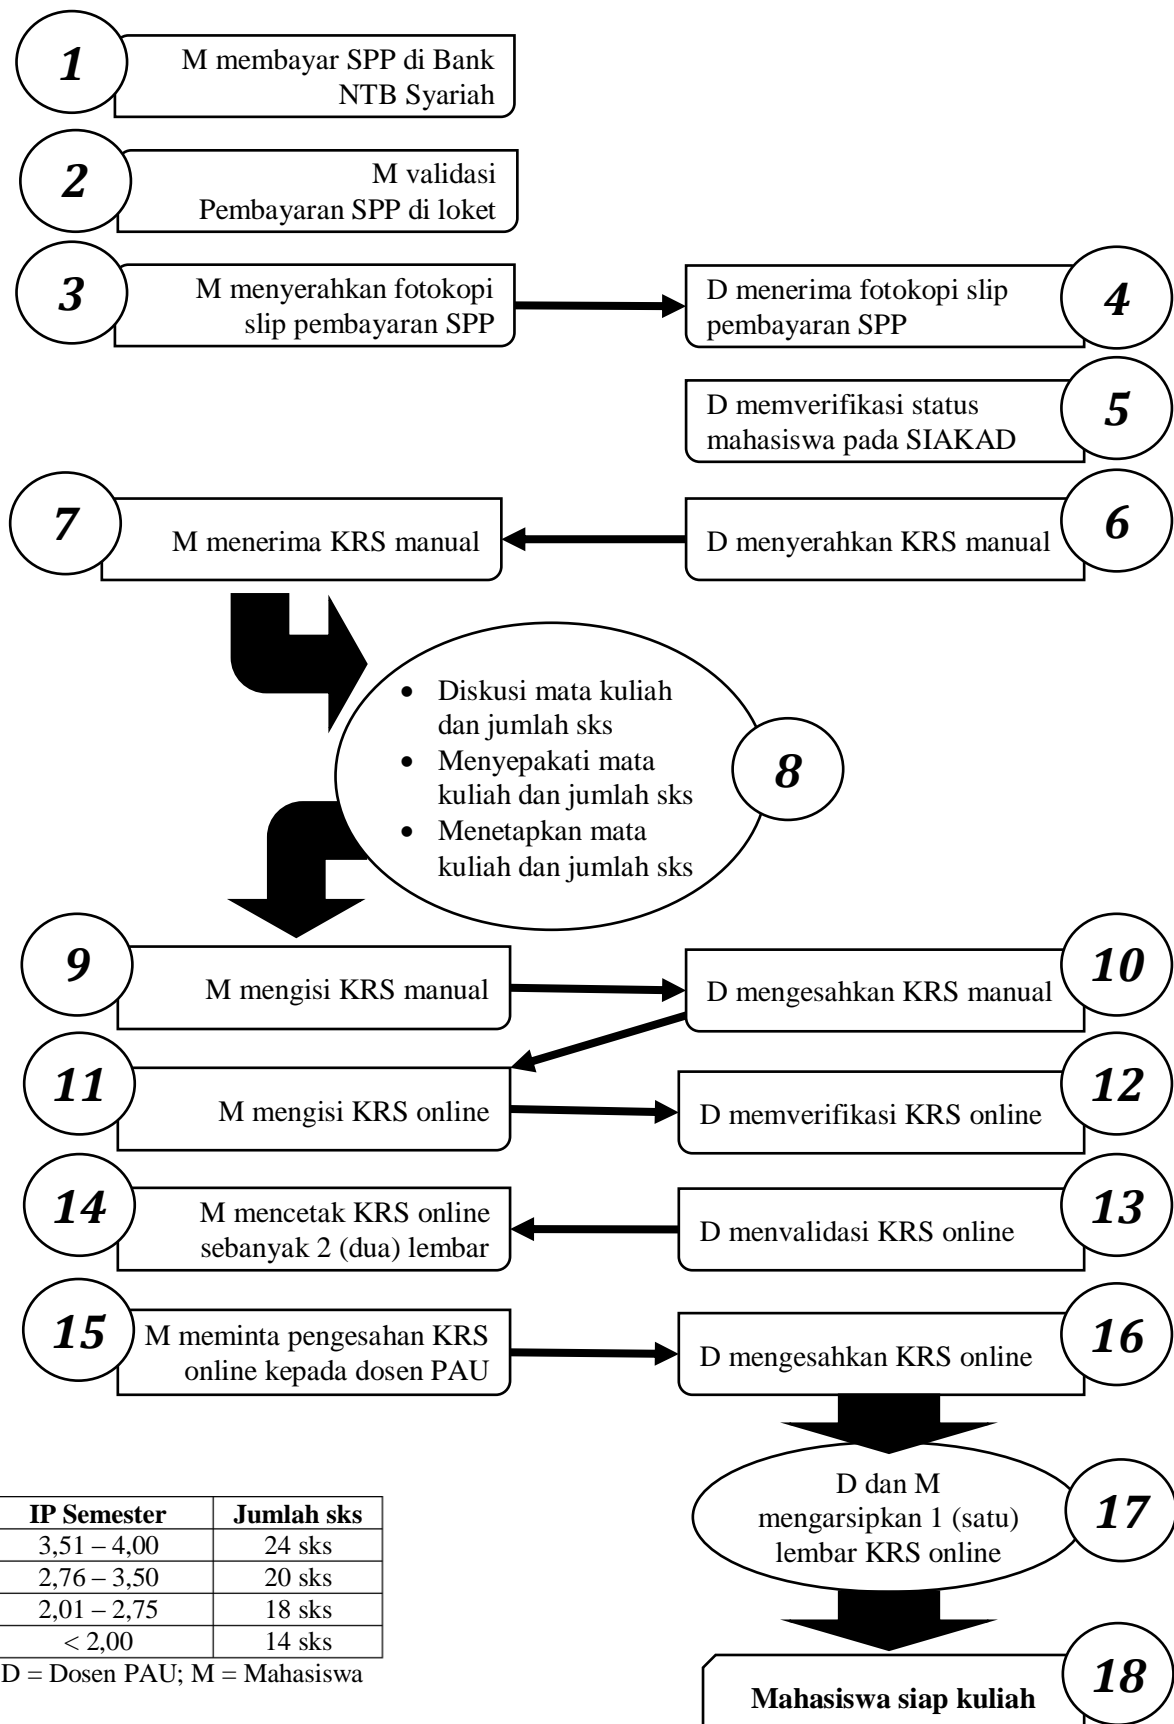 1
M membayar SPP di Bank
NTB Syariah
2
M validasi
Pembayaran SPP di loket
3
M menyerahkan fotokopi
slip pembayaran SPP
D menerima fotokopi slip
pembayaran SPP
4
D memverifikasi status
mahasiswa pada SIAKAD
5
D menyerahkan KRS manual
6
7
M menerima KRS manual
• Diskusi mata kuliah
dan jumlah sks
• Menyepakati mata
kuliah dan jumlah sks
• Menetapkan mata
kuliah dan jumlah sks
8
9
M mengisi KRS manual
D mengesahkan KRS manual
10
11
M mengisi KRS online
D memverifikasi KRS online
12
D menvalidasi KRS online
13
14
M mencetak KRS online
sebanyak 2 (dua) lembar
15
M meminta pengesahan KRS
online kepada dosen PAU
D mengesahkan KRS online
16
D dan M
mengarsipkan 1 (satu)
lembar KRS online
17
Mahasiswa siap kuliah
18
IP Semester Jumlah sks
3,51 – 4,00 24 sks
2,76 – 3,50 20 sks
2,01 – 2,75 18 sks
< 2,00 14 sks
D = Dosen PAU; M = Mahasiswa